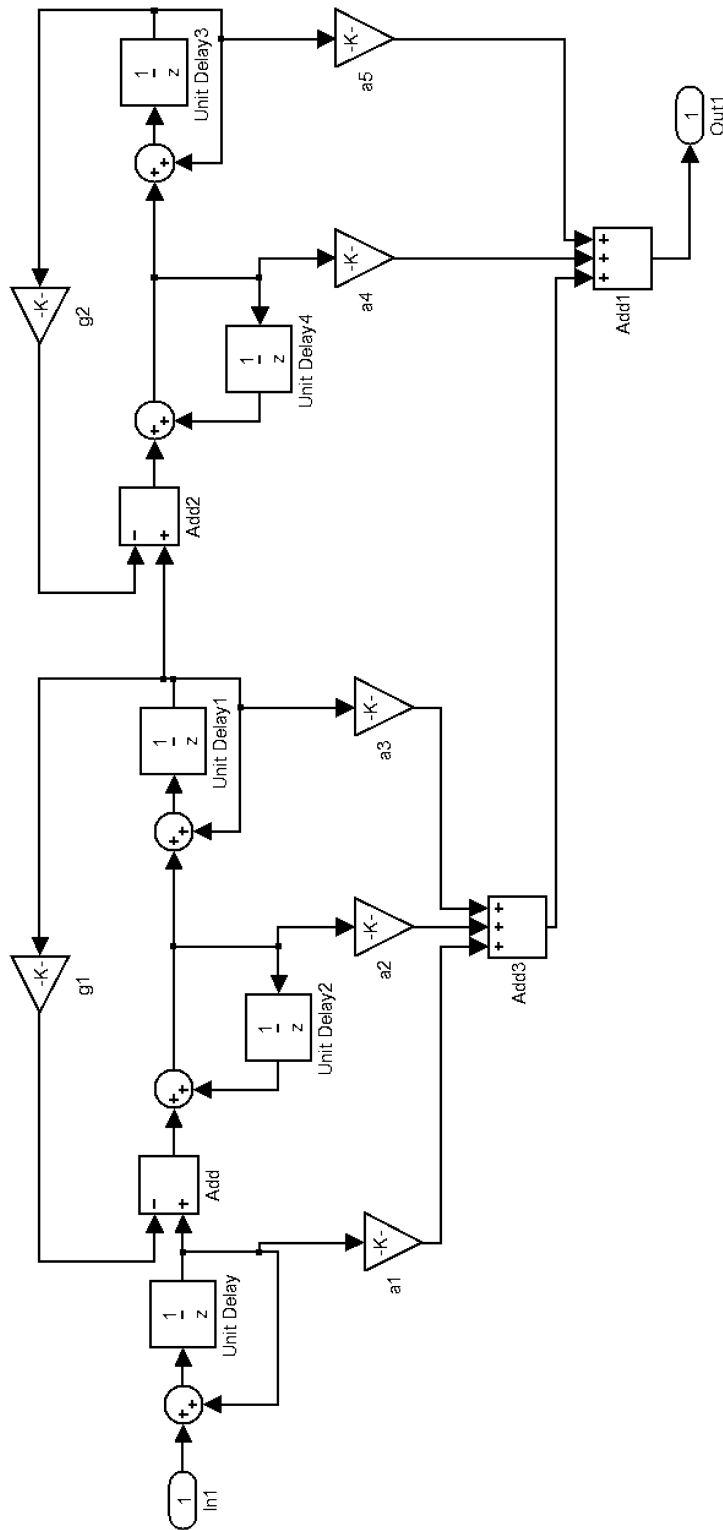 1
In1
+
+
1
z
Unit Delay
-
+
Add
+
+
1
z
Unit Delay2
+
+
1
z
Unit Delay1
-K-
g1
-K-
a1
-K-
a2
-K-
a3
+
+
+
Add3
-
+
Add2
+
+
1
z
Unit Delay4
+
+
1
z
Unit Delay3
-K-
g2
-K-
a4
-K-
a5
+
+
+
Add1
1
Out1